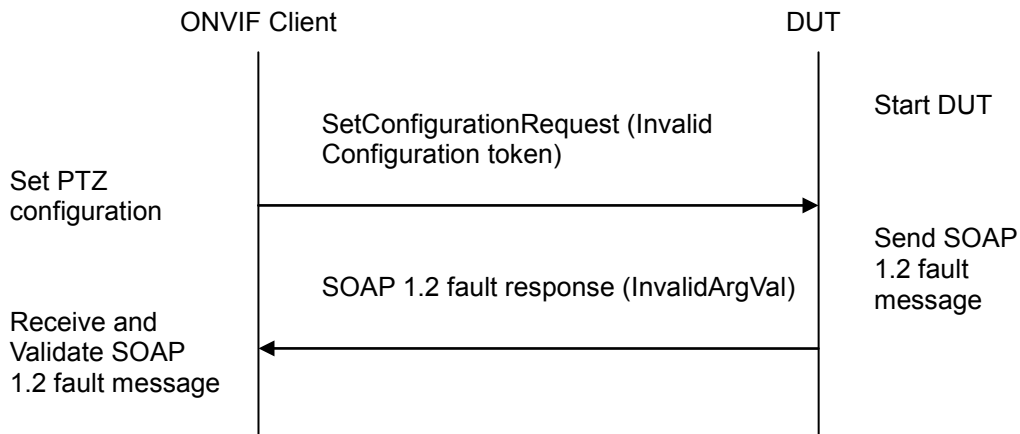 ONVIF Client
DUT
Start DUT
SetConfigurationRequest (Invalid
Configuration token)
Set PTZ
configuration
Send SOAP
1.2 fault
message
SOAP 1.2 fault response (InvalidArgVal)
Receive and
Validate SOAP
1.2 fault message